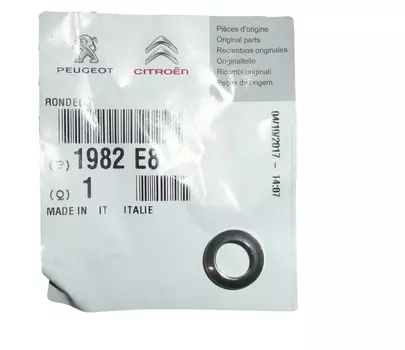 PEUGEOT
CITROËN
Pièces d'origine
Original parts
Recambios originales
Originalteile
Ricambi originali
Peças de origem
(P) 1982 E8
(Q) 1
MADE IN IT ITALIE
04/10/2017 - 14:07